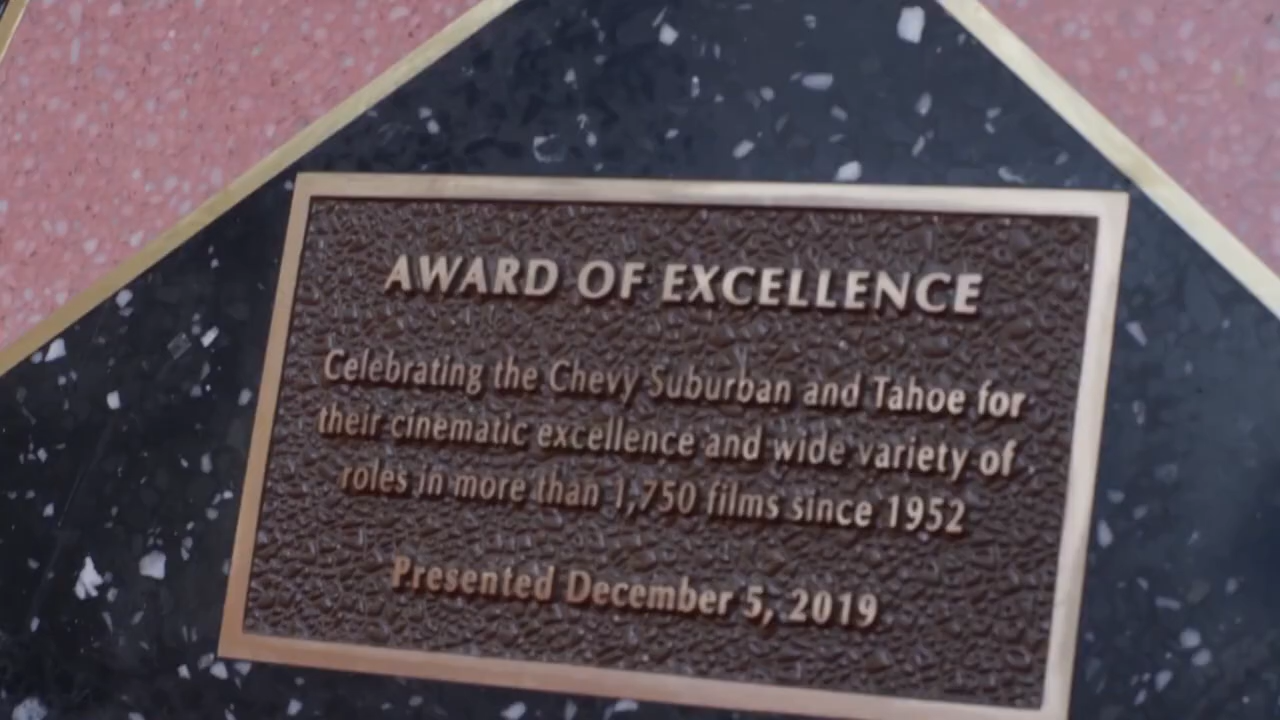 AWARD OF EXCELLENCE
Celebrating the Chevy Suburban and Tahoe for
their cinematic excellence and wide variety of
roles in more than 1,750 films since 1952
Presented December 5, 2019